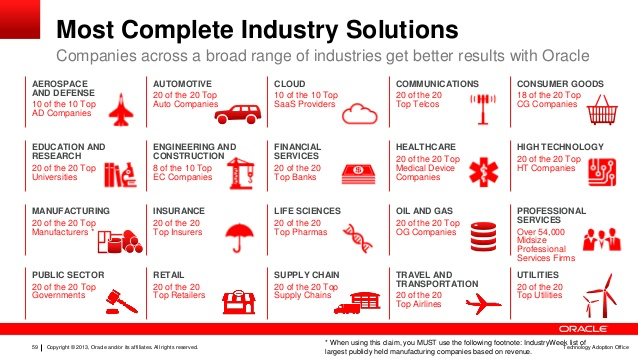 Most Complete Industry Solutions
Companies across a broad range of industries get better results with Oracle
AEROSPACE
AND DEFENSE
10 of the 10 Top
AD Companies
AUTOMOTIVE
20 of the 20 Top
Auto Companies
CLOUD
10 of the 10 Top
SaaS Providers
COMMUNICATIONS
20 of the 20
Top Telcos
CONSUMER GOODS
18 of the 20 Top
CG Companies
EDUCATION AND
RESEARCH
20 of the 20 Top
Universities
ENGINEERING AND
CONSTRUCTION
8 of the 10 Top
EC Companies
FINANCIAL
SERVICES
20 of the 20
Top Banks
HEALTHCARE
20 of the 20 Top
Medical Device
Companies
HIGH TECHNOLOGY
20 of the 20 Top
HT Companies
MANUFACTURING
20 of the 20 Top
Manufacturers *
INSURANCE
20 of the 20
Top Insurers
LIFE SCIENCES
20 of the 20
Top Pharmas
OIL AND GAS
20 of the 20 Top
OG Companies
PROFESSIONAL
SERVICES
Over 54,000
Midsize
Professional
Services Firms
PUBLIC SECTOR
20 of the 20 Top
Governments
RETAIL
20 of the 20
Top Retailers
SUPPLY CHAIN
20 of the 20 Top
Supply Chains
TRAVEL AND
TRANSPORTATION
20 of the 20
Top Airlines
UTILITIES
20 of the 20
Top Utilities
ORACLE
59 Copyright © 2013, Oracle and/or its affiliates. All rights reserved.
* When using this claim, you MUST use the following footnote: IndustryWeek list of
largest publicly held manufacturing companies based on revenue.
Technology Adoption Office